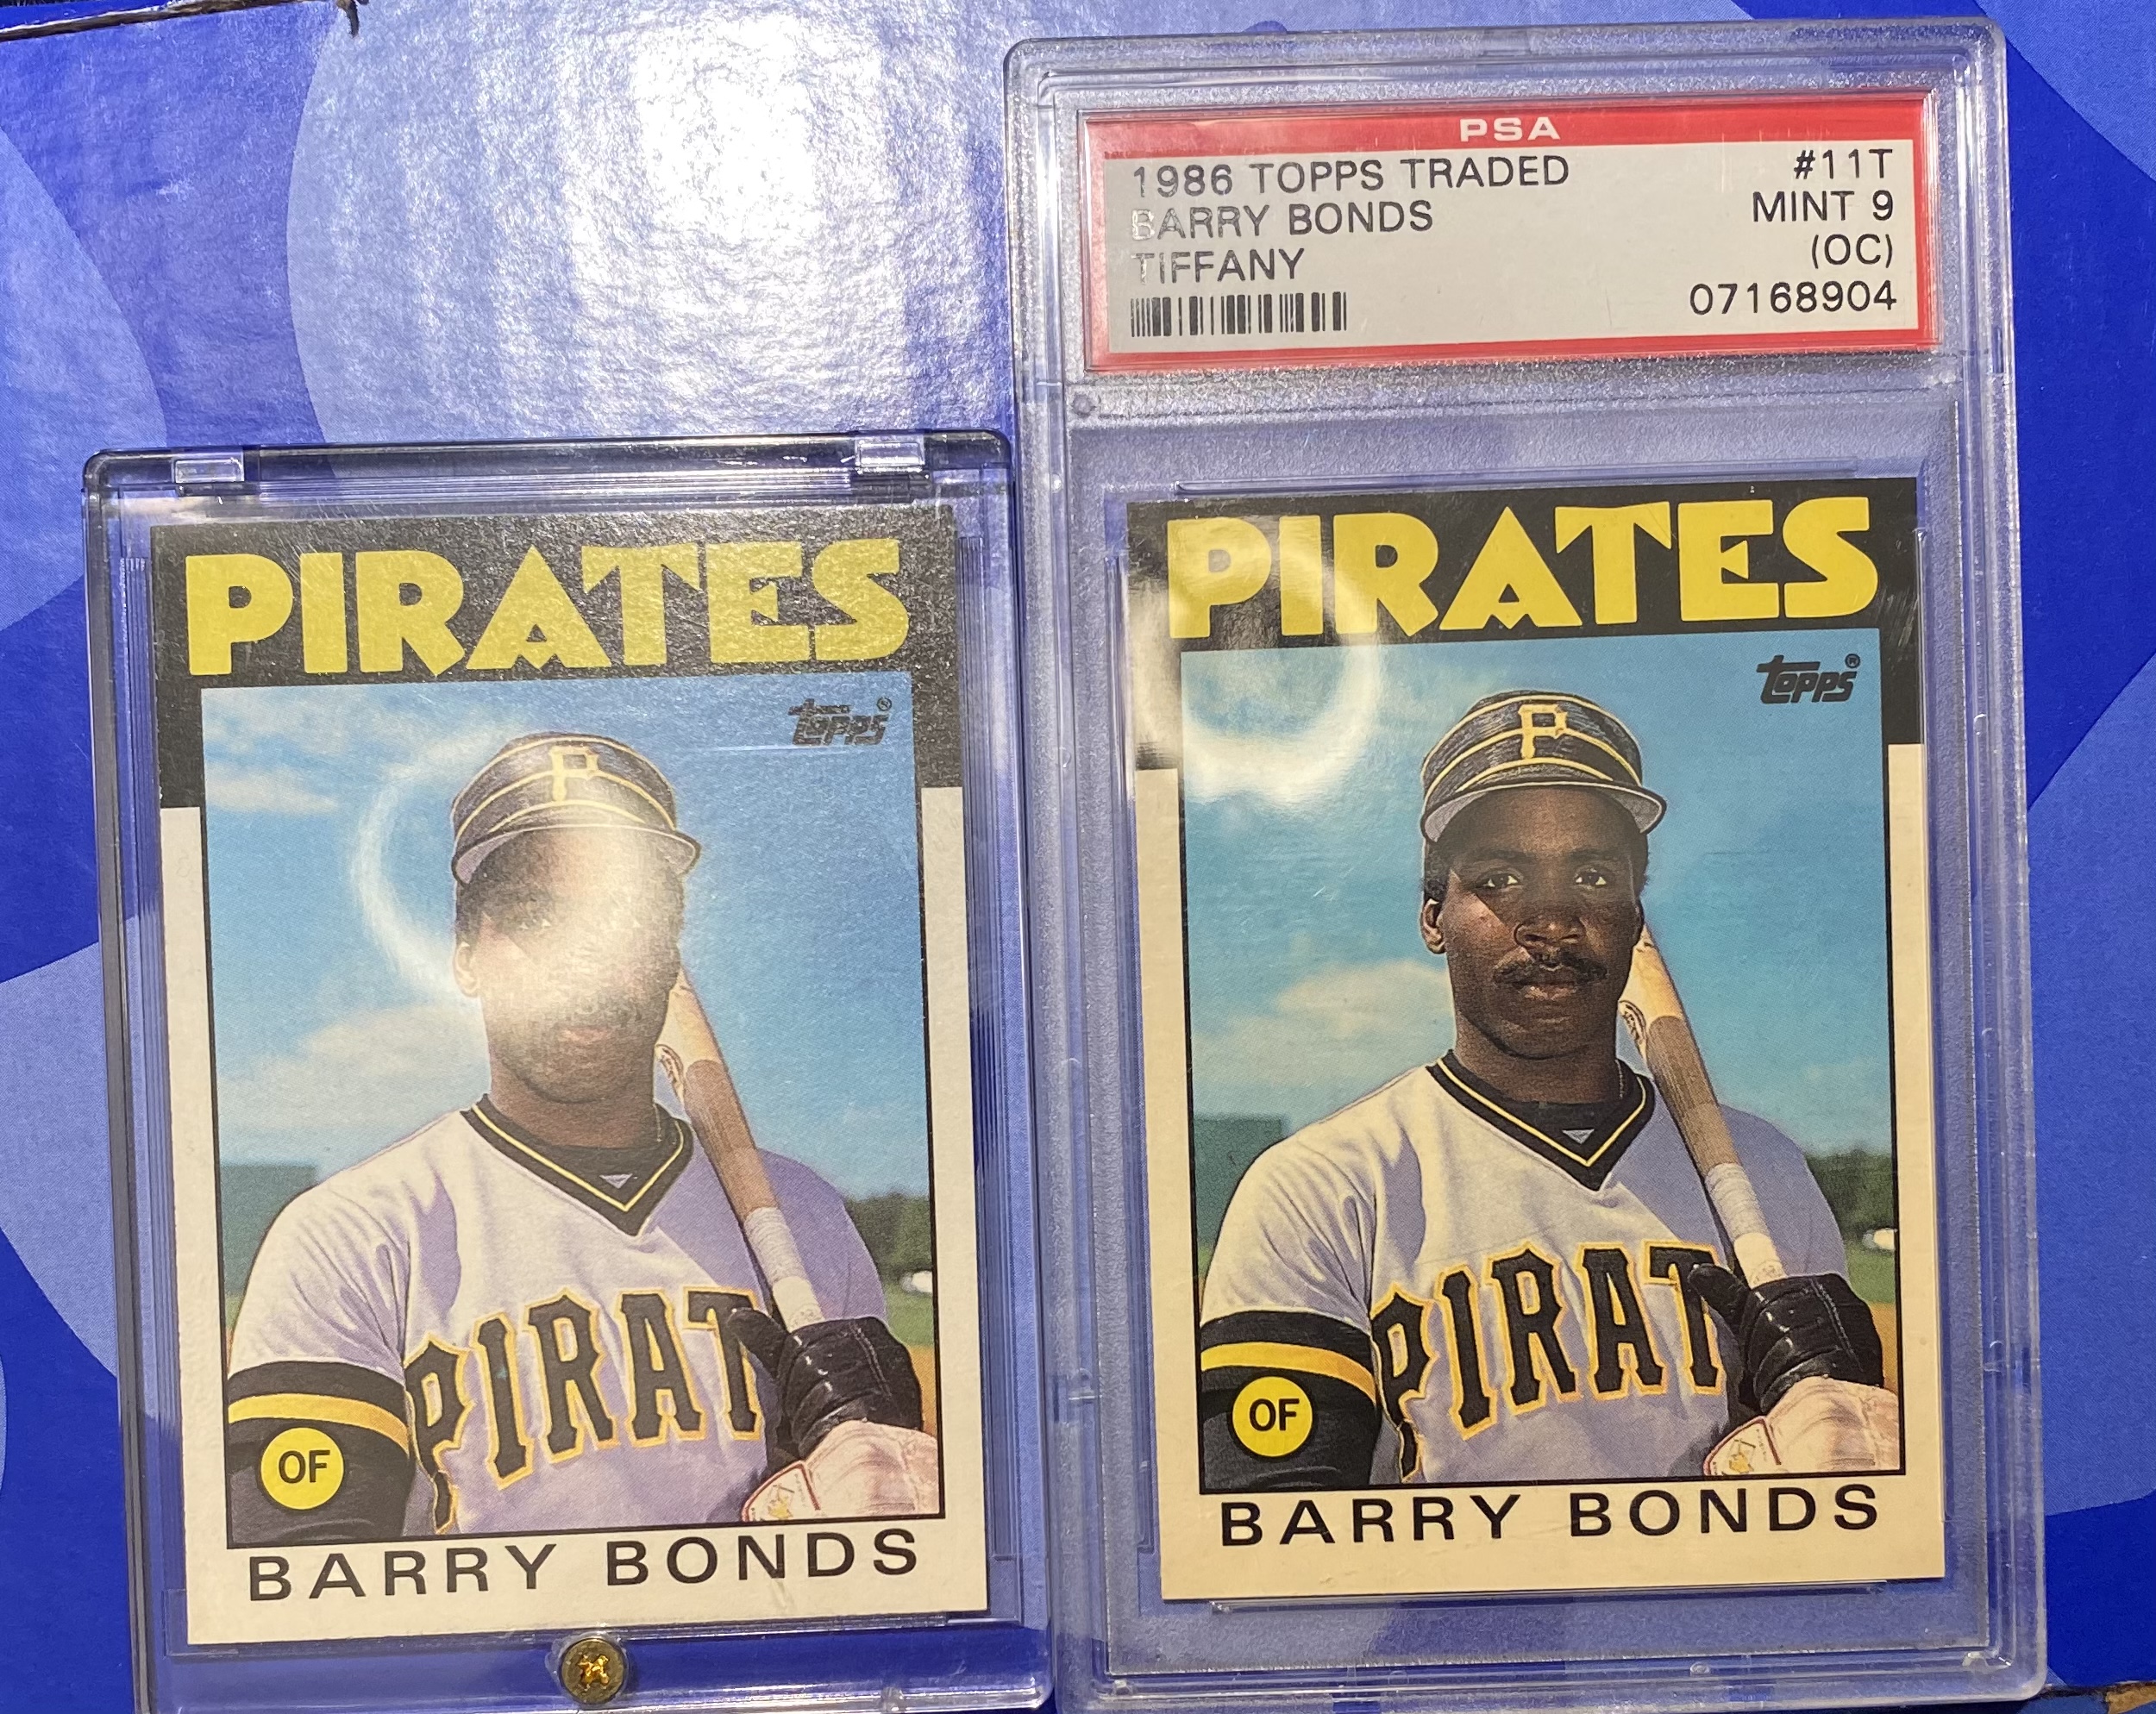 PSA
1986 TOPPS TRADED #11T
BARRY BONDS MINT 9
TIFFANY (OC)
07168904
PIRATES
topps®
P
PIRAT
OF
BARRY BONDS
PIRATES
topps®
P
PIRAT
OF
BARRY BONDS